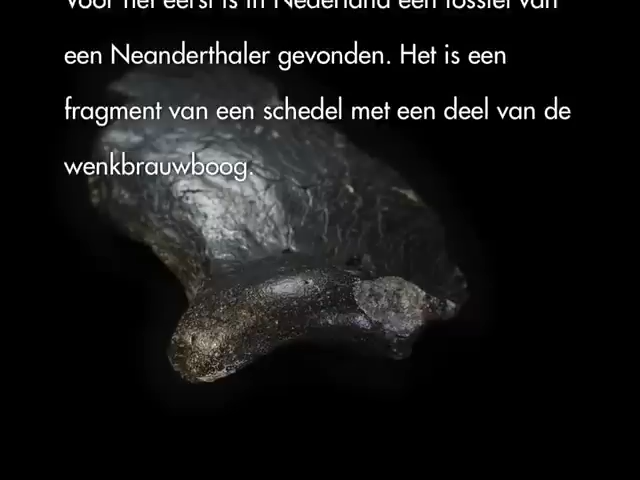 Voor het eerst is in Nederland een fossiel van
een Neanderthaler gevonden. Het is een
fragment van een schedel met een deel van de
wenkbrauwboog.